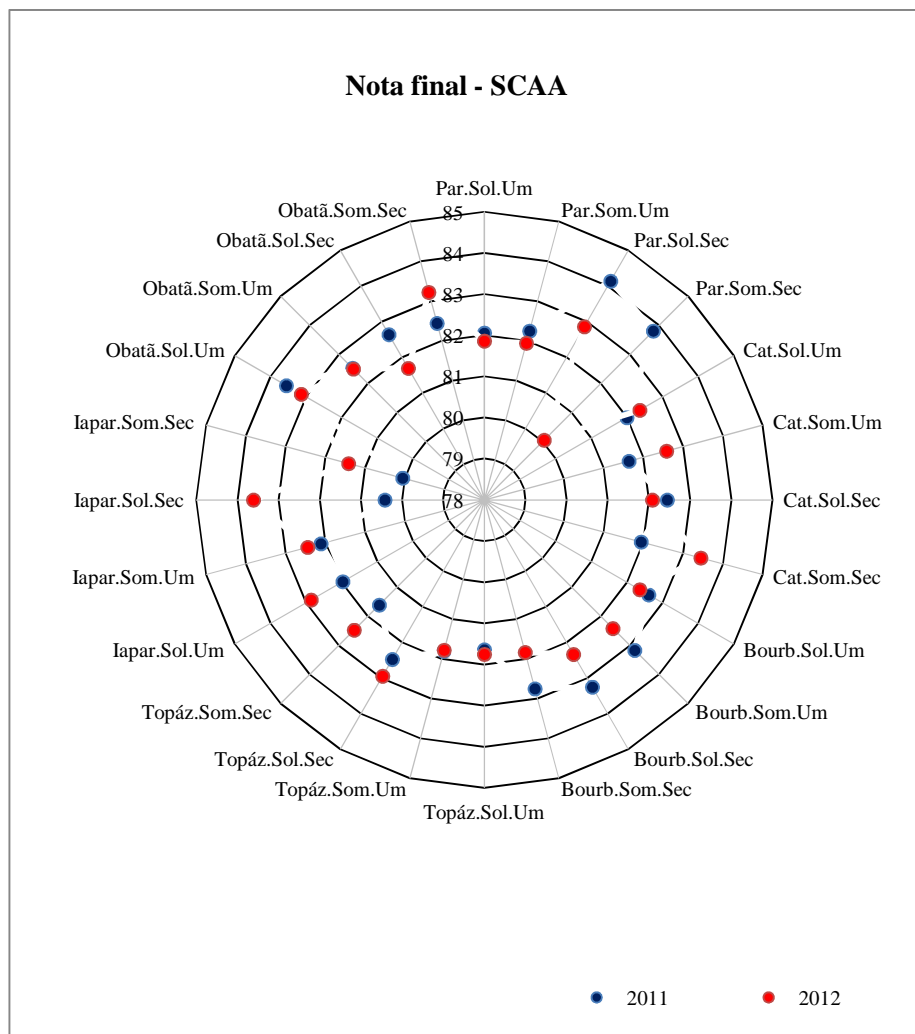 Nota final - SCAA
Par.Sol.Um
Par.Som.Um
Par.Sol.Sec
Par.Som.Sec
Cat.Sol.Um
Cat.Som.Um
Cat.Sol.Sec
Cat.Som.Sec
Bourb.Sol.Um
Bourb.Som.Um
Bourb.Sol.Sec
Bourb.Som.Sec
Topáz.Sol.Um
Topáz.Som.Um
Topáz.Sol.Sec
Topáz.Som.Sec
Iapar.Sol.Um
Iapar.Som.Um
Iapar.Sol.Sec
Iapar.Som.Sec
Obatã.Sol.Um
Obatã.Som.Um
Obatã.Sol.Sec
Obatã.Som.Sec
85
84
83
82
81
80
79
78
2011
2012